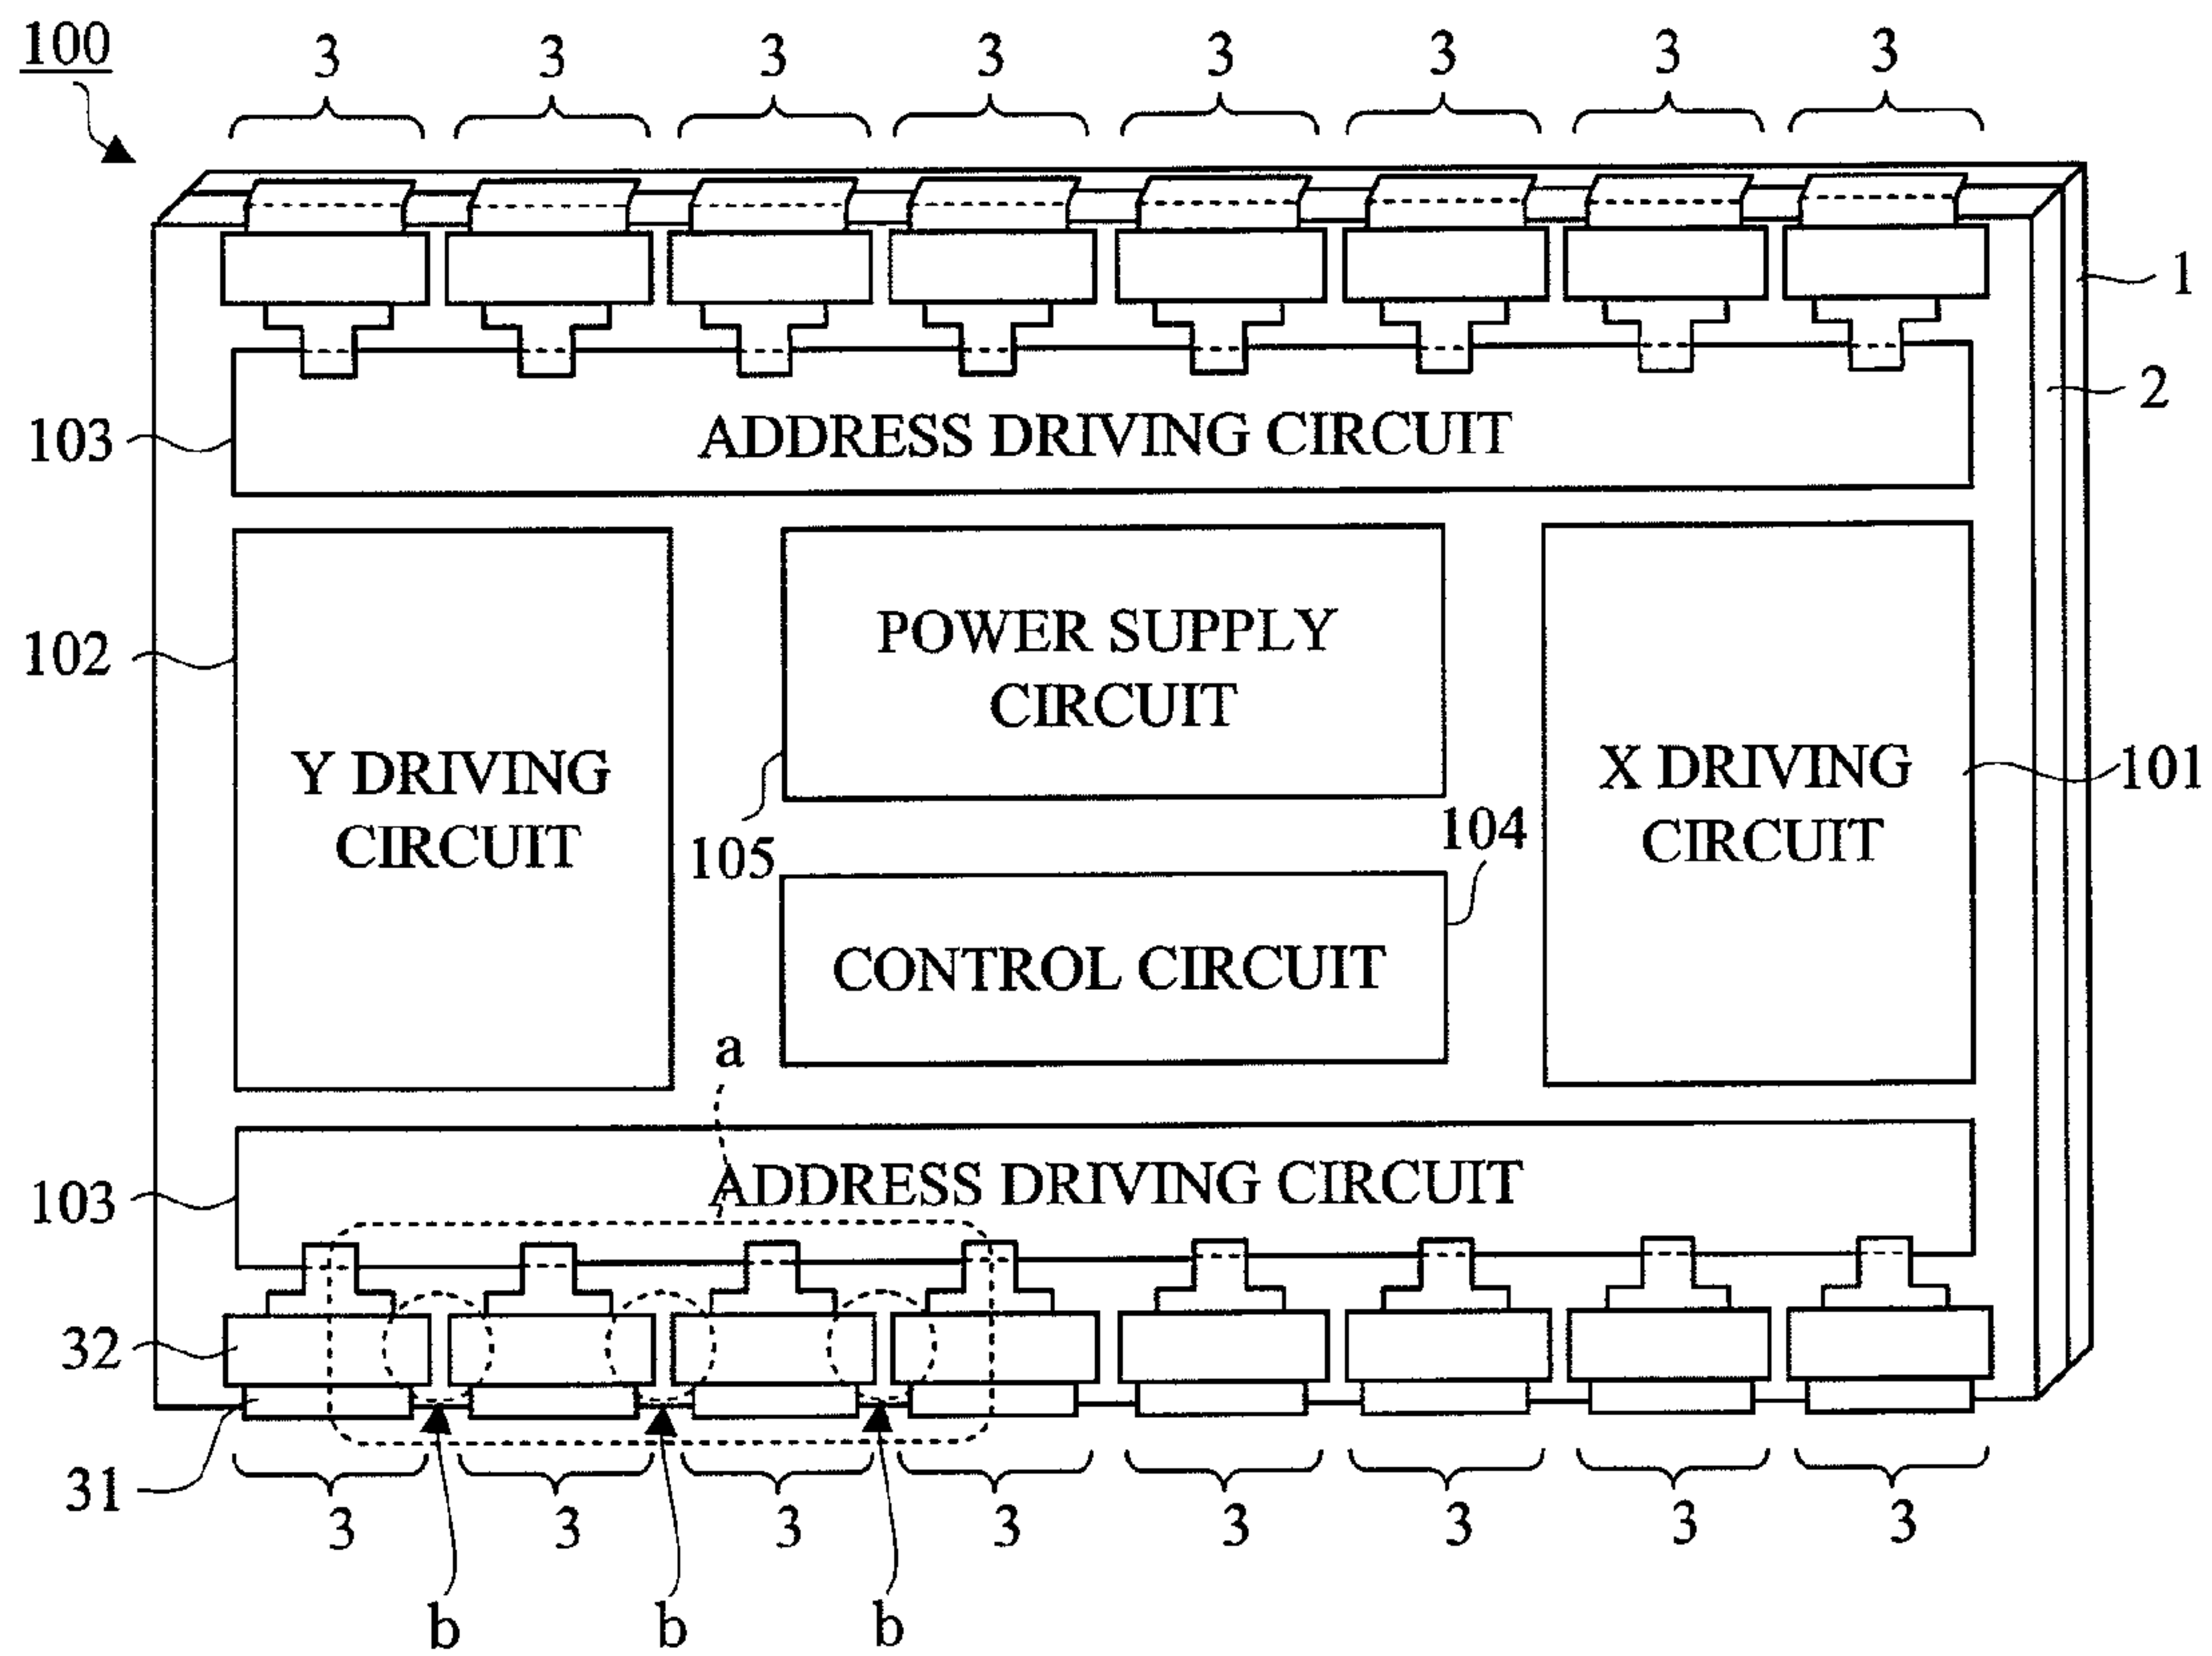 100
3 3 3 3 3 3 3 3
1
2
103
ADDRESS DRIVING CIRCUIT
102
POWER SUPPLY
CIRCUIT
Y DRIVING
CIRCUIT
X DRIVING
CIRCUIT
101
105
104
CONTROL CIRCUIT
a
103
ADDRESS DRIVING CIRCUIT
32
31
3 3 3 3 3 3 3 3
b b b